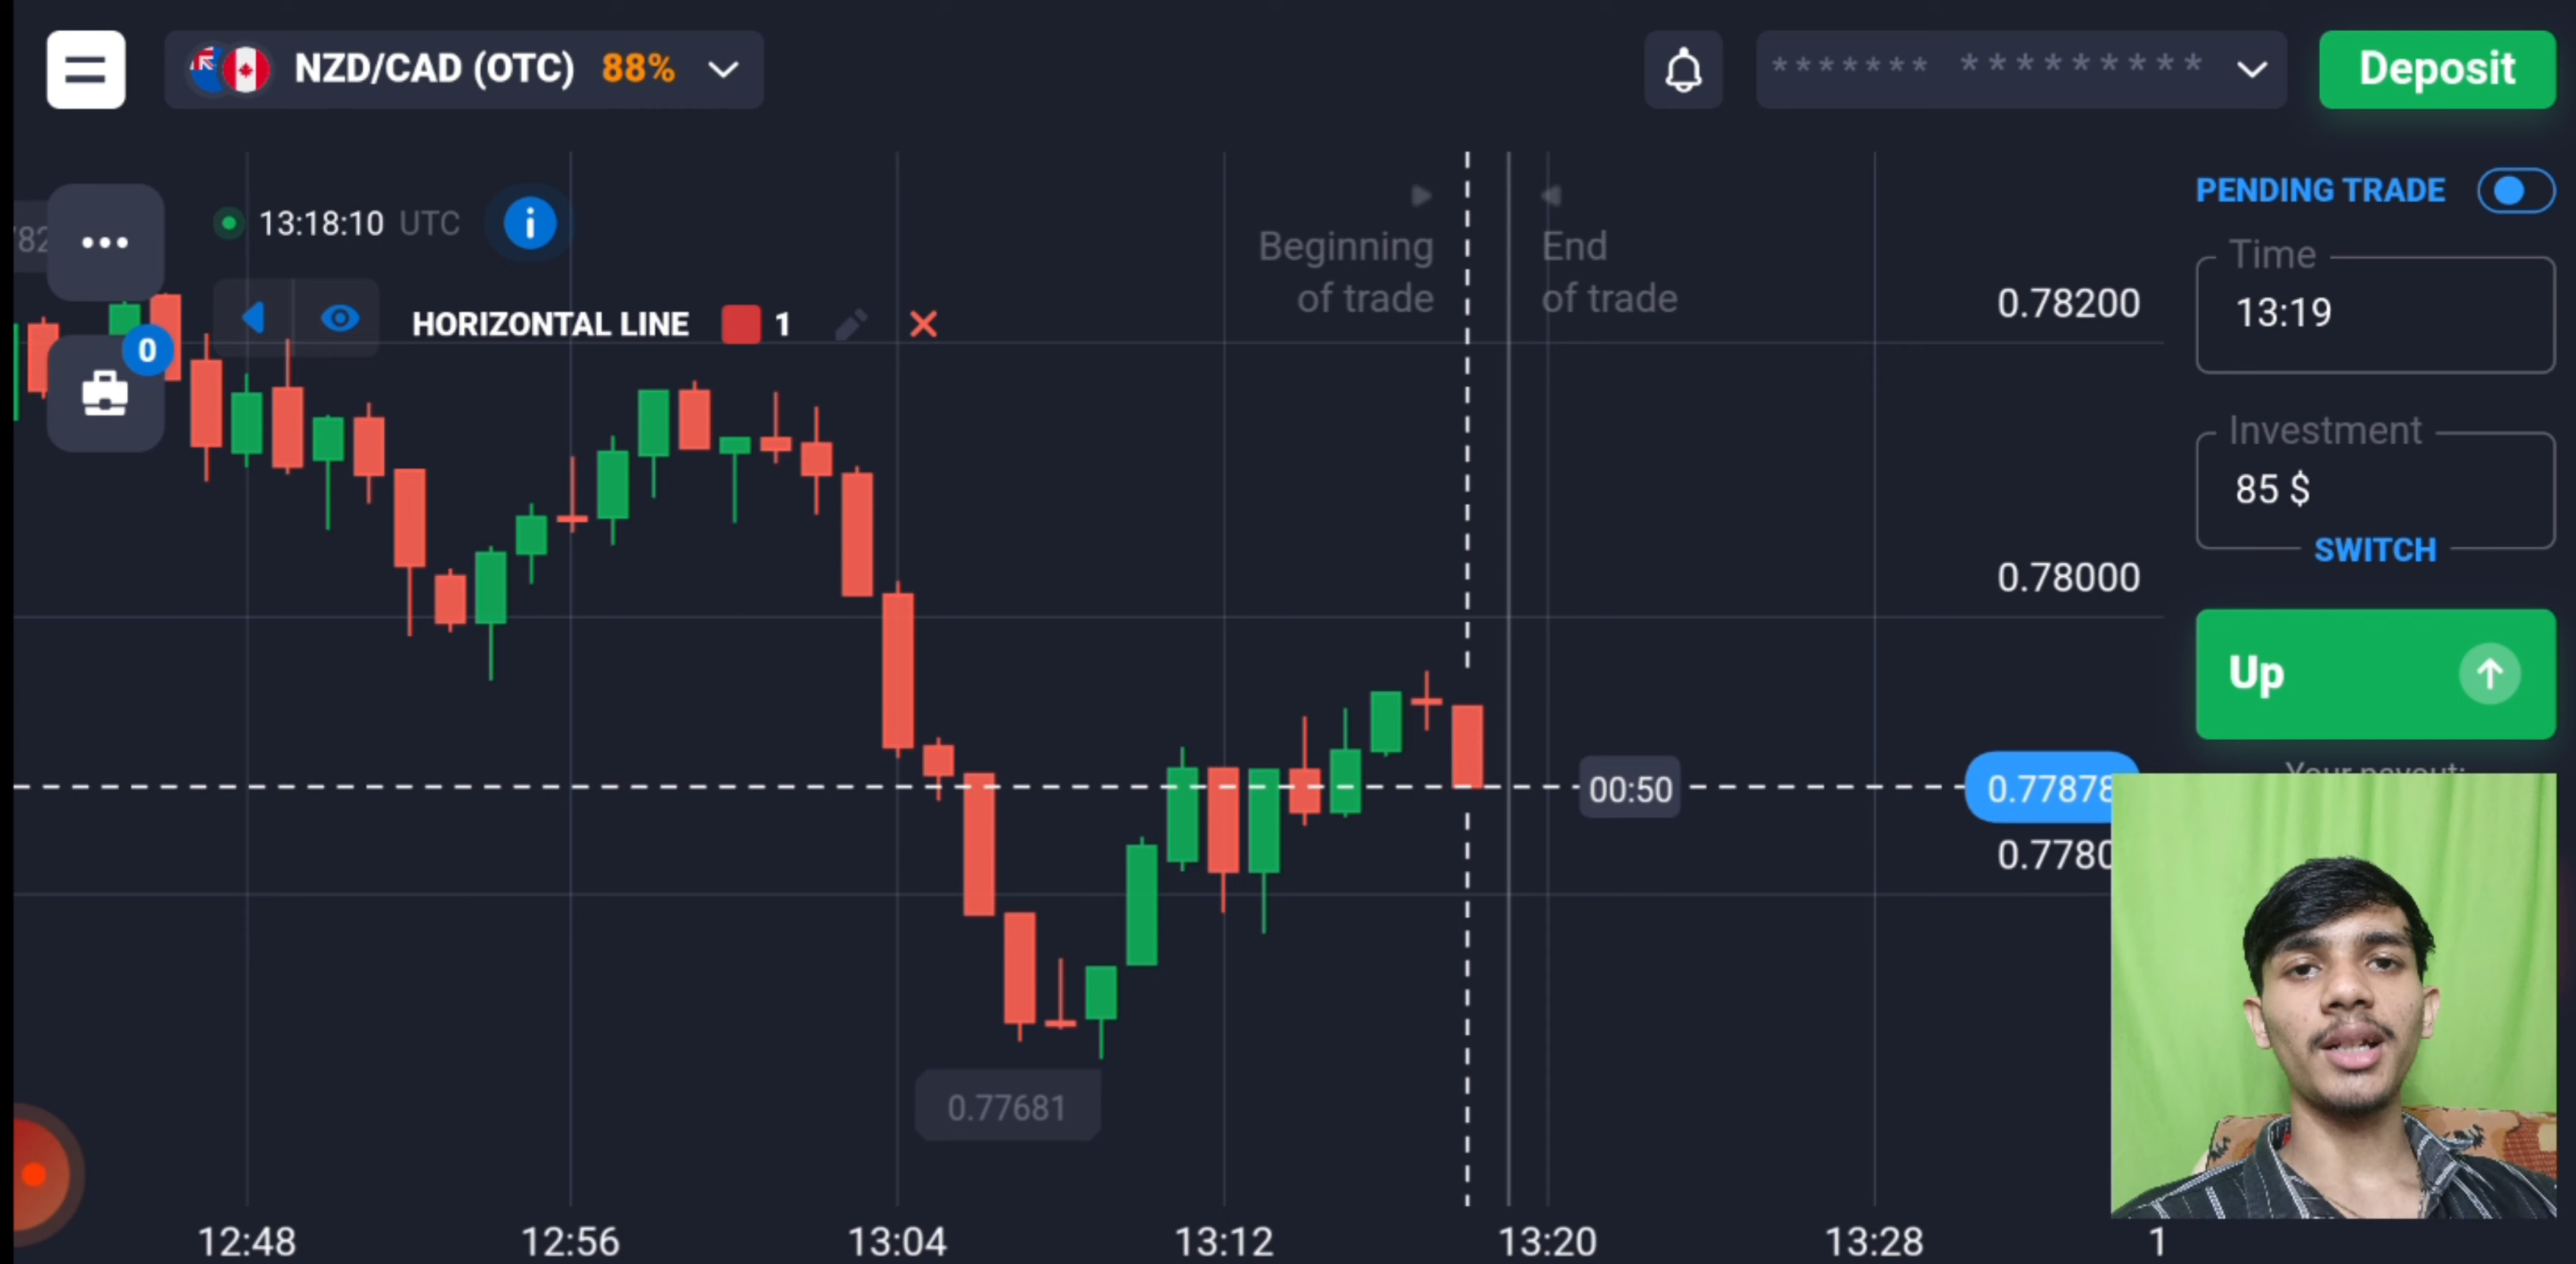 NZD/CAD (OTC) 88%
******* *********
Deposit
13:18:10 UTC
HORIZONTAL LINE 1
0
Beginning
of trade
End
of trade
PENDING TRADE
Time
13:19
Investment
85 $
SWITCH
Up
0.78200
0.78000
00:50
0.77878
0.7780
0.77681
12:48 12:56 13:04 13:12 13:20 13:28 1